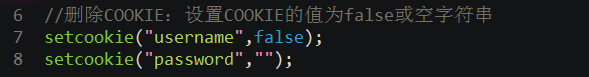 6 //删除COOKIE：设置COOKIE的值为false或空字符串
7 setcookie("username",false);
8 setcookie("password","");